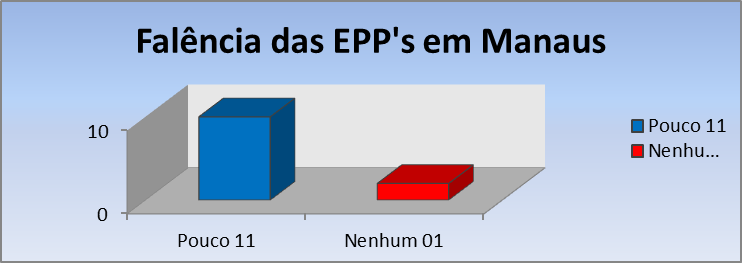 Falência das EPP's em Manaus
10
0
Pouco 11
Nenhum 01
Pouco 11
Nenhu...